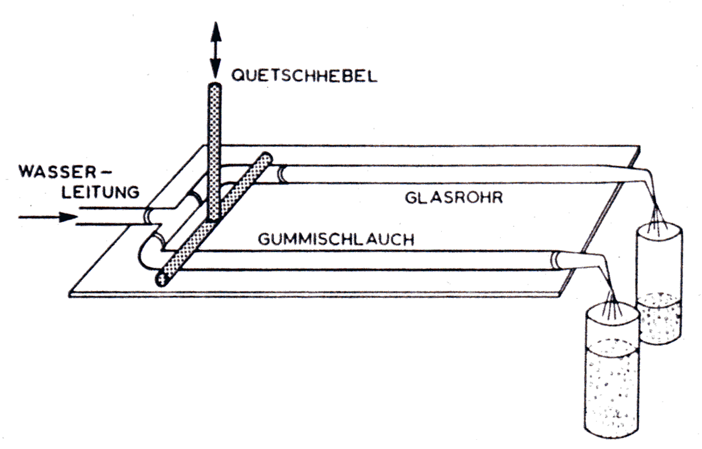 QUETSCHHEBEL
WASSER-
LEITUNG
GLASROHR
GUMMISCHLAUCH